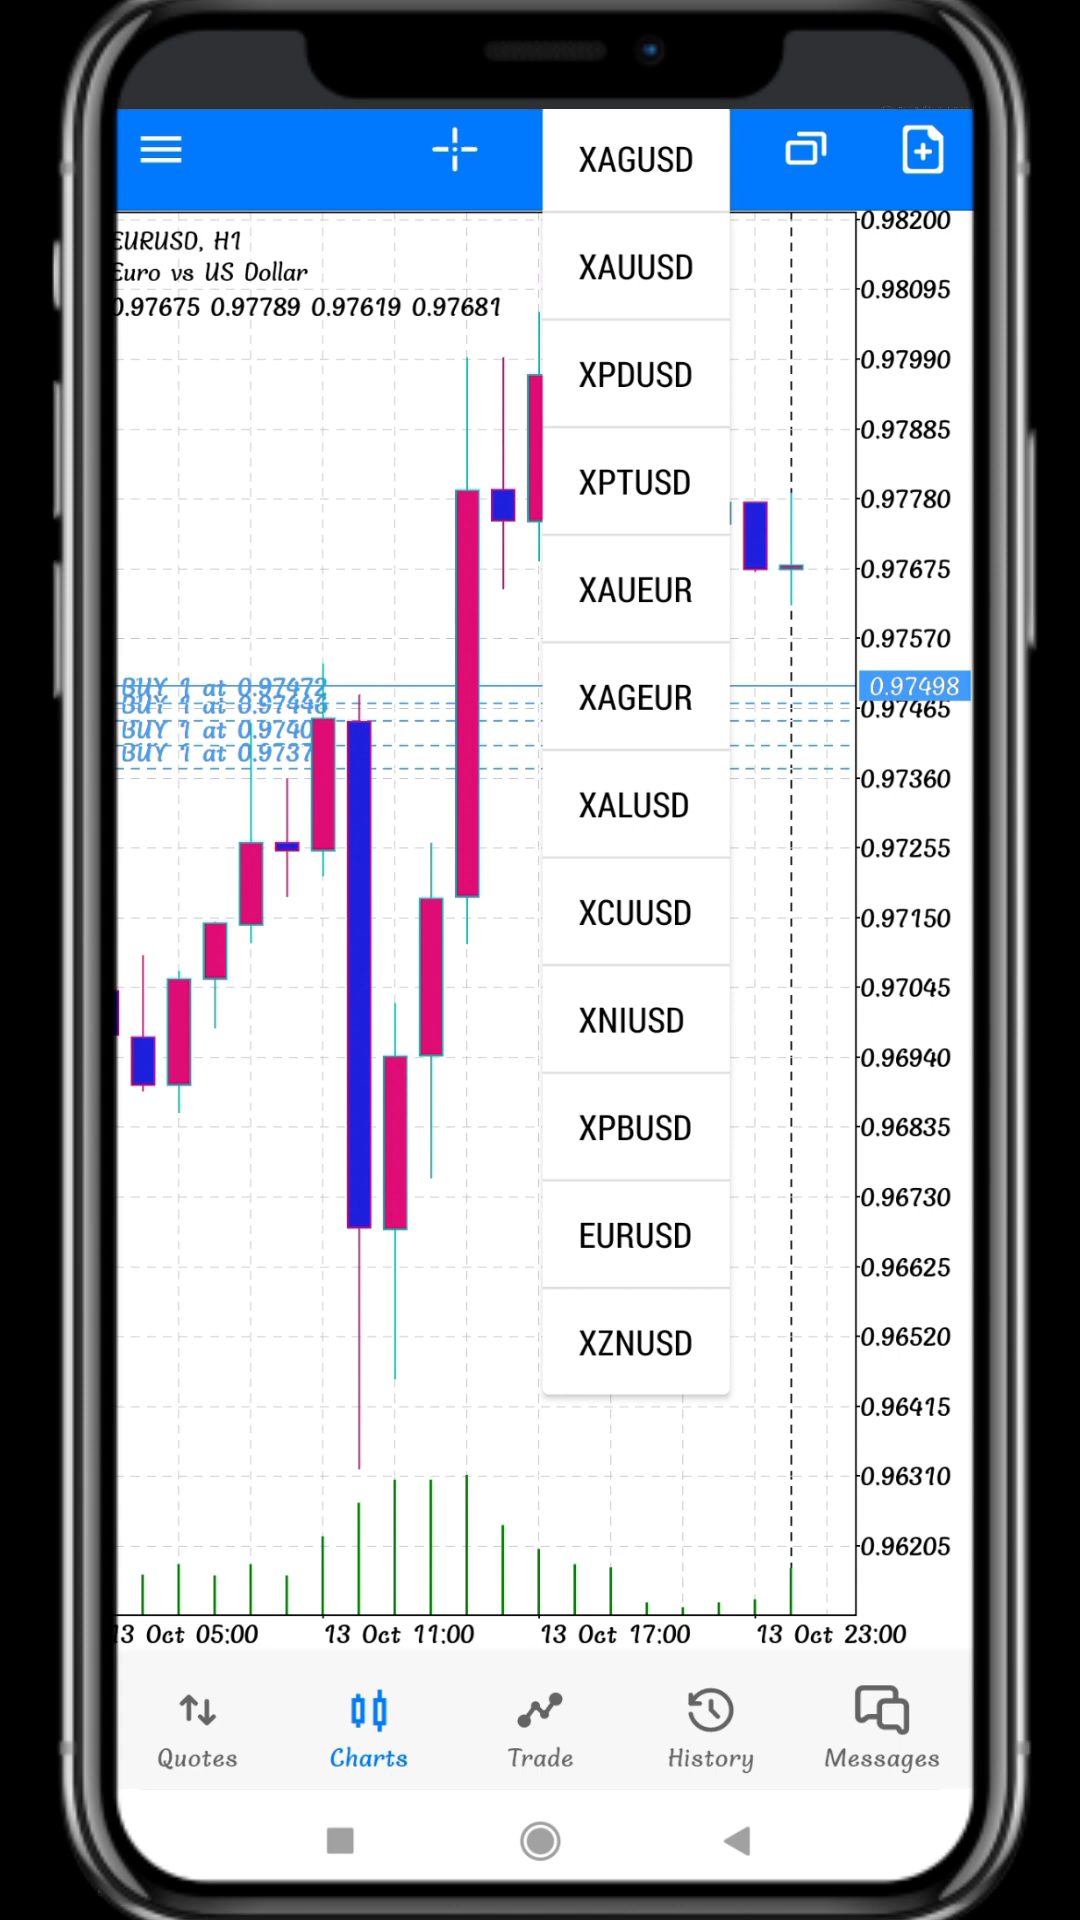 XAGUSD
XAUUSD
XPDUSD
XPTUSD
XAUEUR
XAGEUR
XALUSD
XCUUSD
XNIUSD
XPBUSD
EURUSD
XZNUSD
EURUSD, H1
Euro vs US Dollar
0.97675 0.97789 0.97619 0.97681
BUY 1 at 0.97472
BUY 1 at 0.97446
BUY 1 at 0.9740
BUY 1 at 0.9737
0.98200
0.98095
0.97990
0.97885
0.97780
0.97675
0.97570
0.97498
0.97465
0.97360
0.97255
0.97150
0.97045
0.96940
0.96835
0.96730
0.96625
0.96520
0.96415
0.96310
0.96205
13 Oct 05:00
13 Oct 11:00
13 Oct 17:00
13 Oct 23:00
Quotes
Charts
Trade
History
Messages